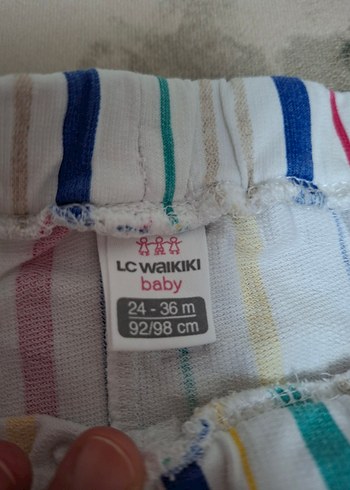 LC WAIKIKI
baby
24 - 36 m
92/98 cm